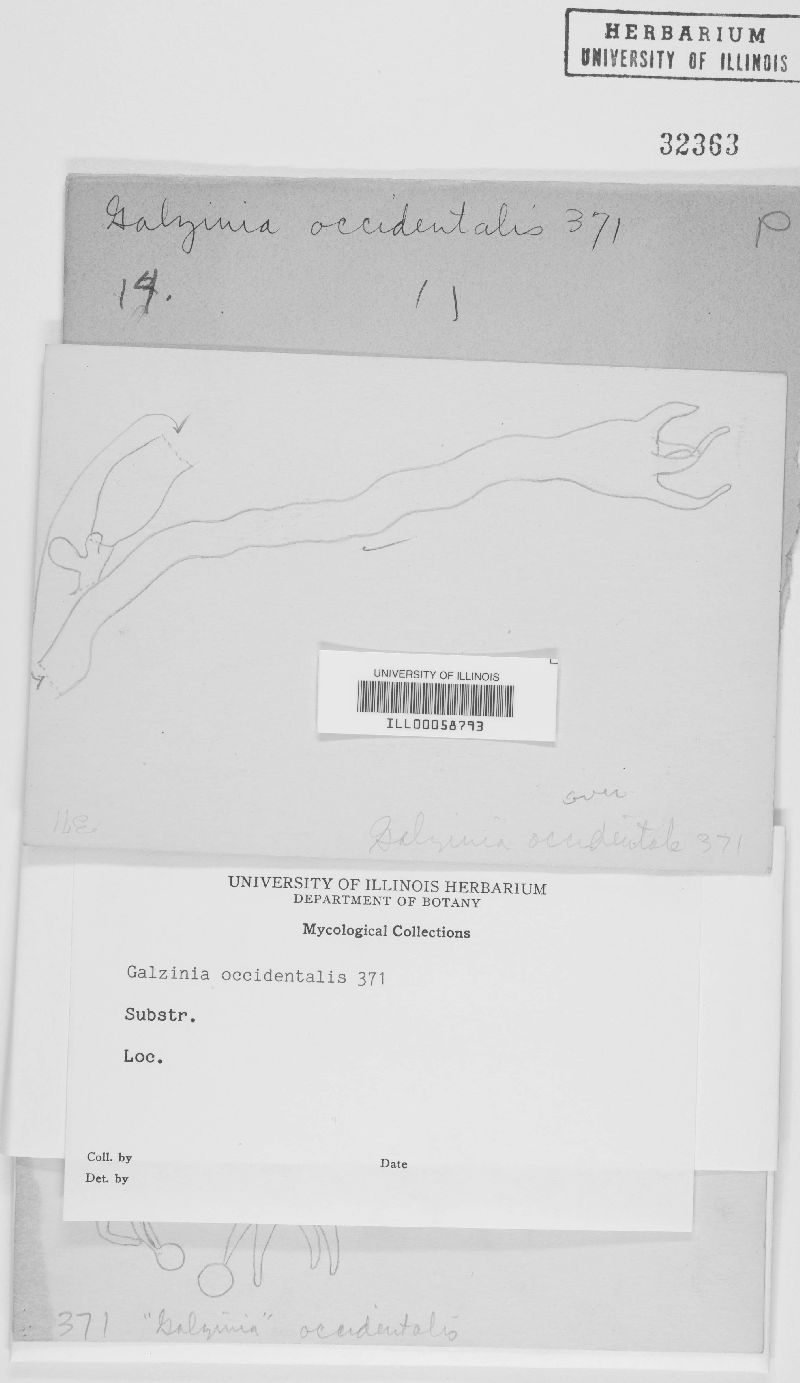 HERBARIUM
UNIVERSITY OF ILLINOIS
32363
Galzinia occidentalis 371 P
14.
UNIVERSITY OF ILLINOIS
ILL00058793
over
Galzinia occidentale 371
UNIVERSITY OF ILLINOIS HERBARIUM
DEPARTMENT OF BOTANY
Mycological Collections
Galzinia occidentalis 371
Substr.
Loc.
Coll. by Date
Det. by
371 "Galzinia" occidentalis